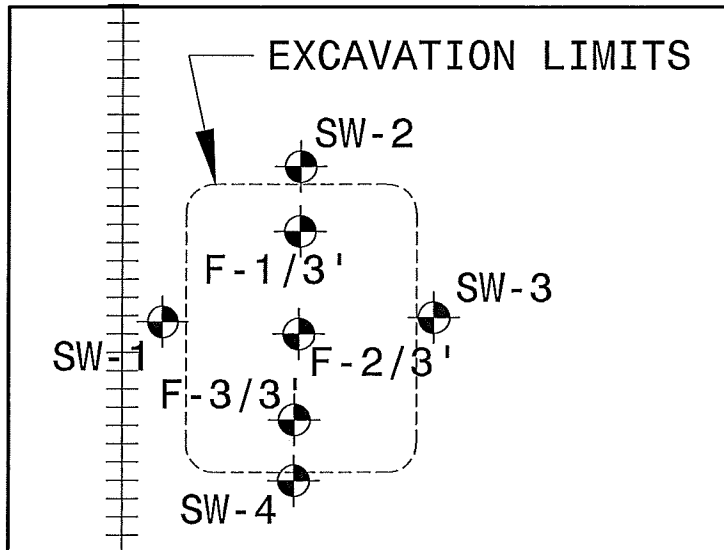 EXCAVATION LIMITS
SW-2
F-1/3'
SW-3
SW-1
F-2/3'
F-3/3'
SW-4